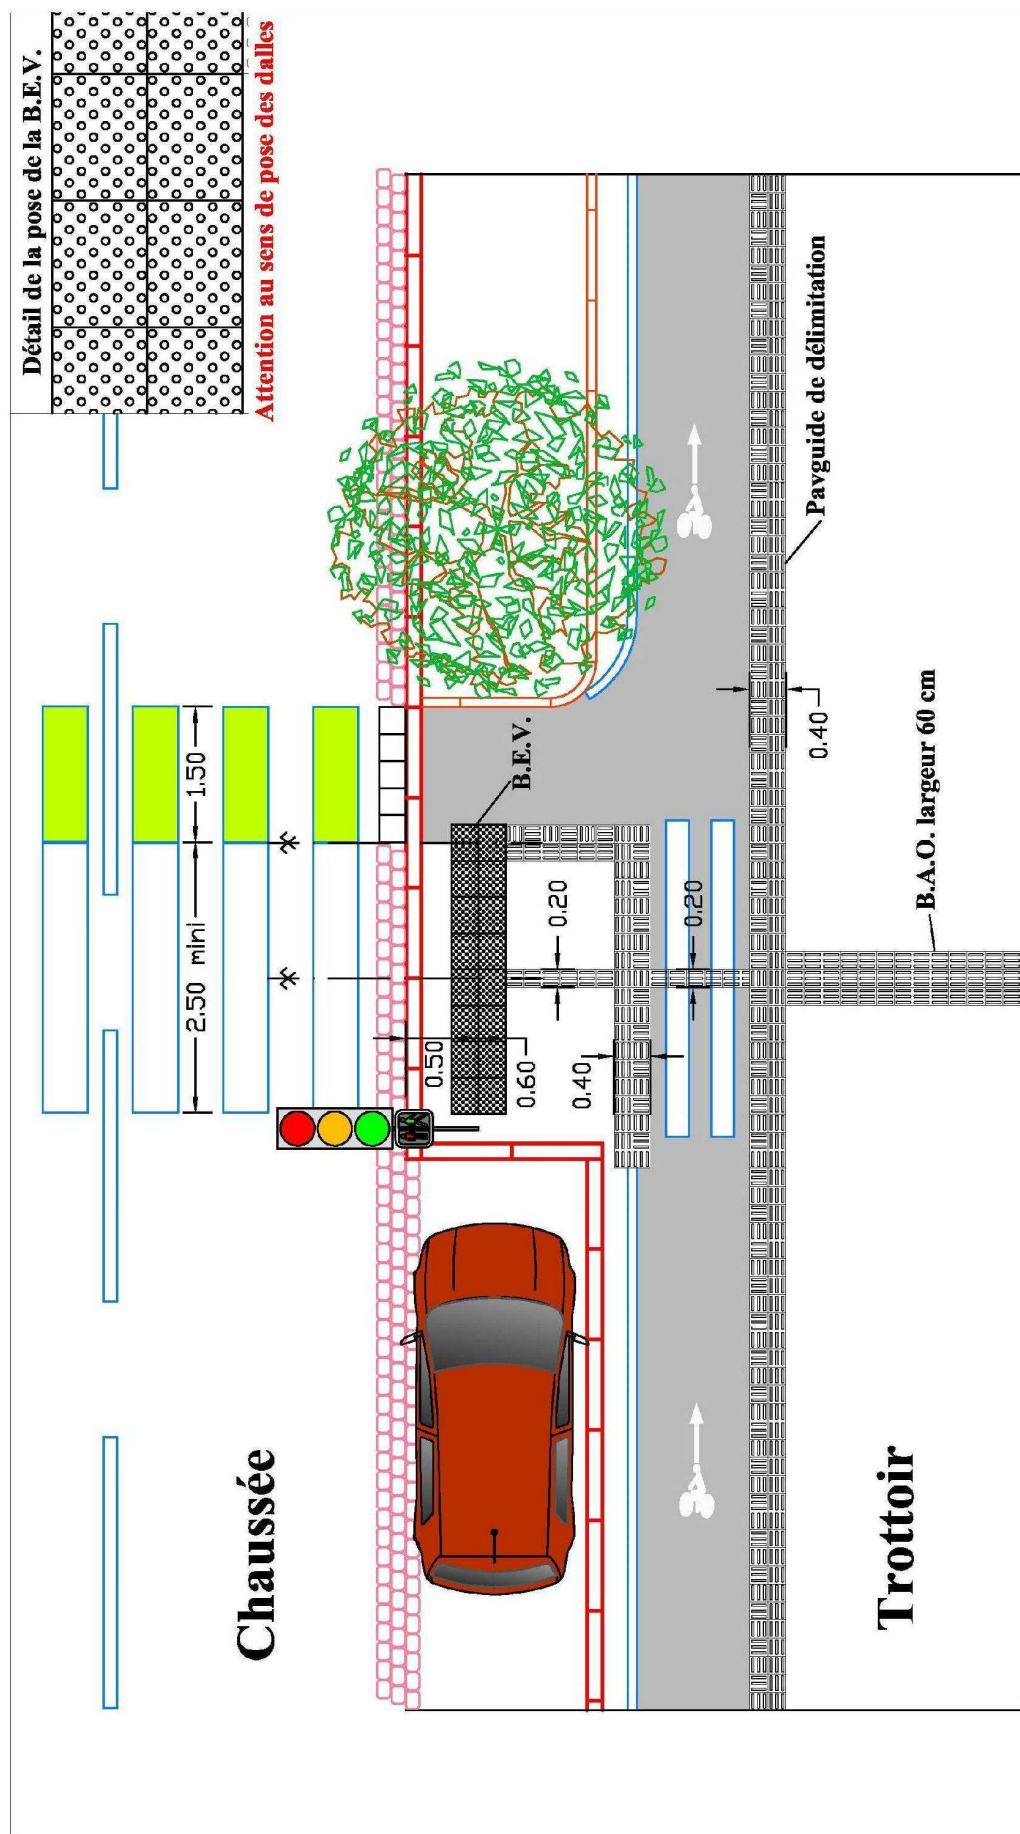 Détail de la pose de la B.E.V.
Attention au sens de pose des dalles
1.50
2.50 mini
B.E.V.
0.50
0.60
0.20
0.40
0.20
0.40
Pavguide de délimitation
B.A.O. largeur 60 cm
Chaussée
Trottoir